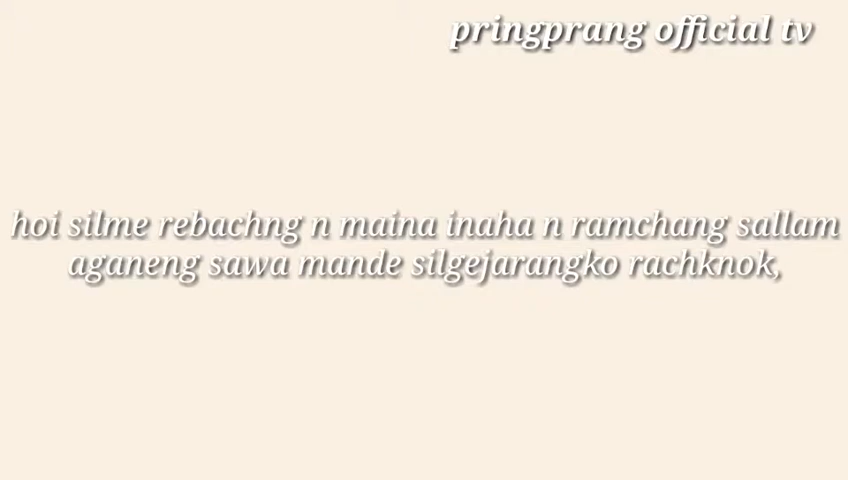 pringprang official tv
hoi silme rebachng n maina inaha n ramchang sallam
aganeng sawa mande silgejarangko rachknok,